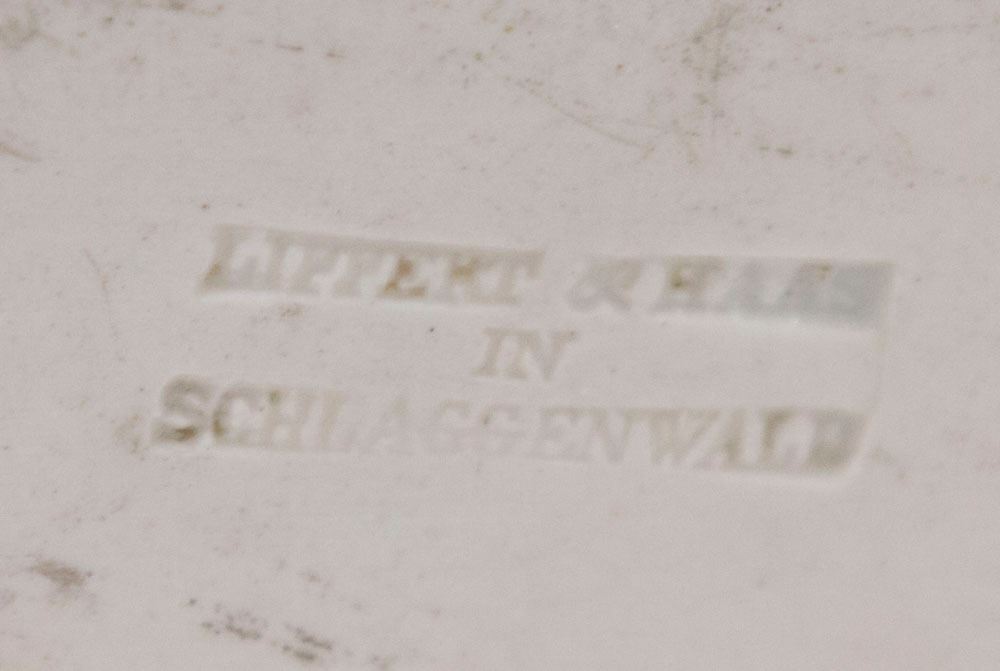 LIPPERT & HAAS
IN
SCHLAGGENWALD